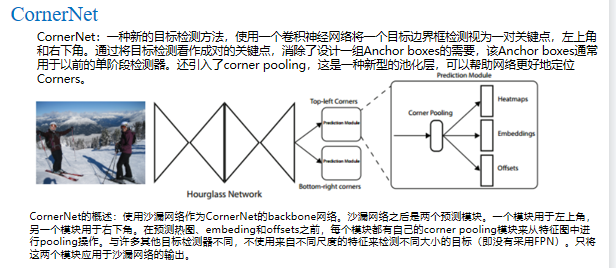 CornerNet
CornerNet：一种新的目标检测方法，使用一个卷积神经网络将一个目标边界框检测视为一对关键点，左上角
和右下角。通过将目标检测看作成对的关键点，消除了设计一组Anchor boxes的需要，该Anchor boxes通常
用于以前的单阶段检测器。还引入了corner pooling，这是一种新型的池化层，可以帮助网络更好地定位
Corners。
Prediction Module
Top-left Corners
Prediction Module
Bottom-right corners
Prediction Module
Hourglass Network
Corner Pooling
Heatmaps
Embeddings
Offsets
CornerNet的概述：使用沙漏网络作为CornerNet的backbone网络。沙漏网络之后是两个预测模块。一个模块用于左上角，
另一个模块用于右下角。在预测热图、embeding和offsets之前，每个模块都有自己的corner pooling模块来从特征图中进
行pooling操作。与许多其他目标检测器不同，不使用来自不同尺度的特征来检测不同大小的目标（即没有采用FPN）。只将
这两个模块应用于沙漏网络的输出。